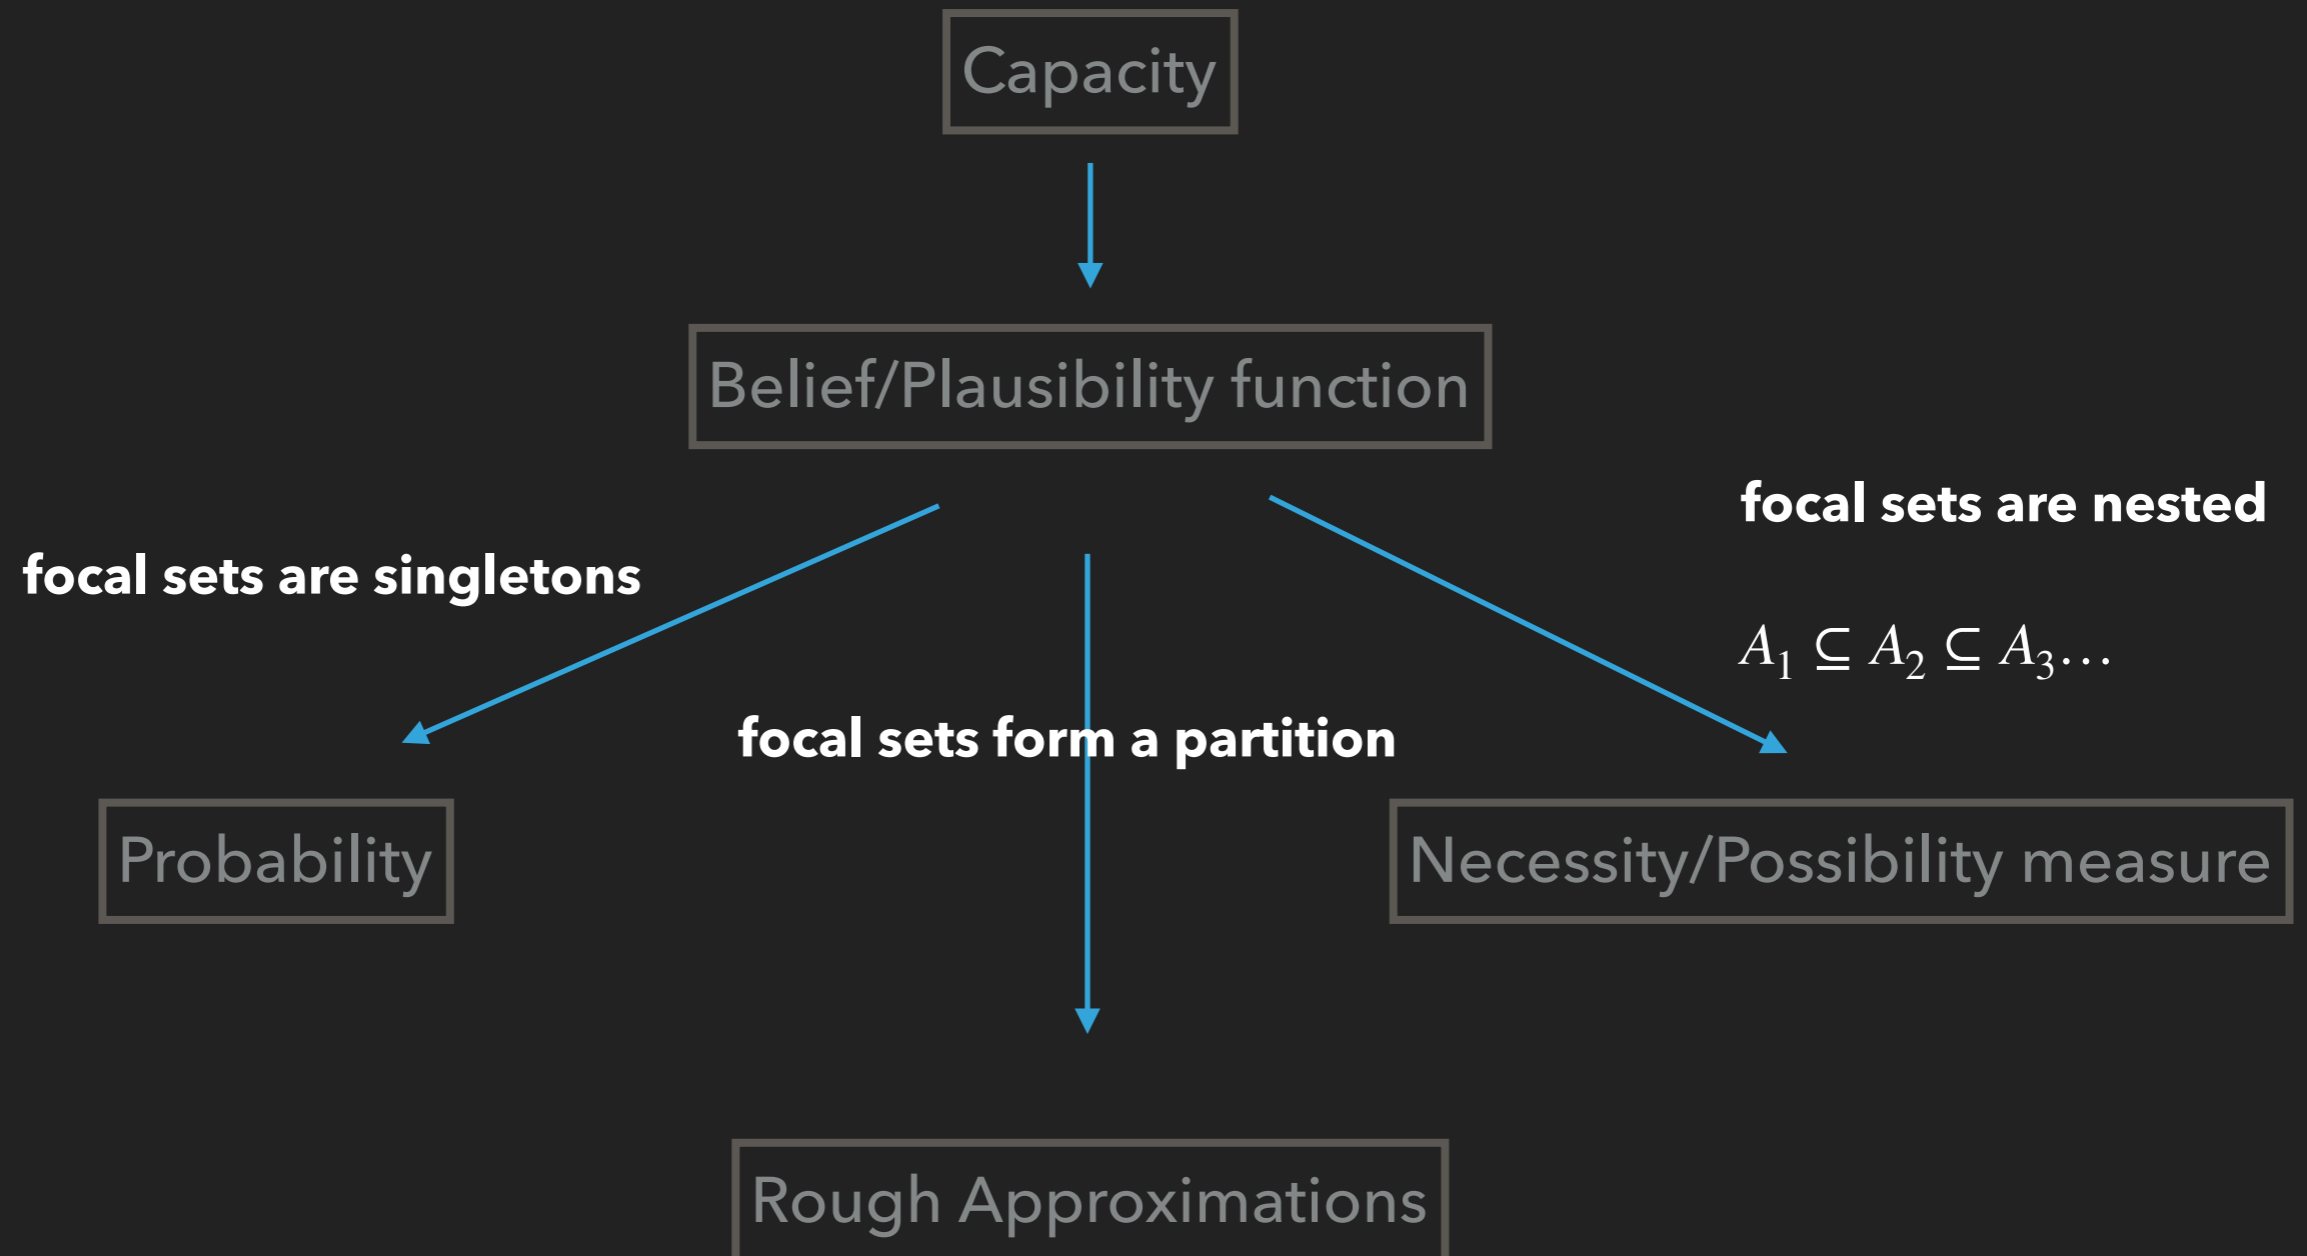 Capacity
Belief/Plausibility function
focal sets are nested
focal sets are singletons
A₁ ⊆ A₂ ⊆ A₃…
focal sets form a partition
Probability
Necessity/Possibility measure
Rough Approximations